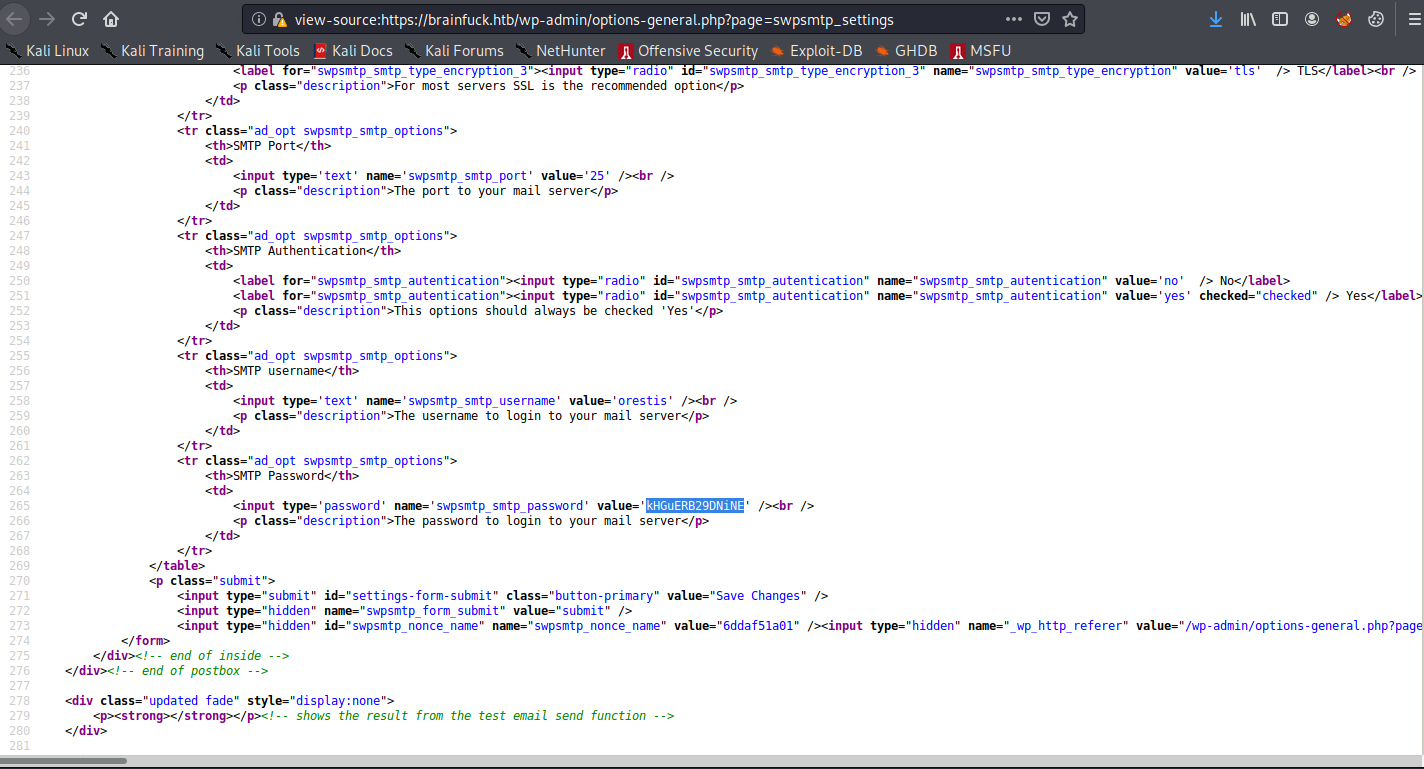 view-source:https://brainfuck.htb/wp-admin/options-general.php?page=swpsmtp_settings
Kali Linux Kali Training Kali Tools Kali Docs Kali Forums NetHunter Offensive Security Exploit-DB GHDB MSFU
236 <label for="swpsmtp_smtp_type_encryption_3"><input type="radio" id="swpsmtp_smtp_type_encryption_3" name="swpsmtp_smtp_type_encryption" value='tls'  /> TLS</label><br />
237 <p class="description">For most servers SSL is the recommended option</p>
238 </td>
239 </tr>
240 <tr class="ad_opt swpsmtp_smtp_options">
241 <th>SMTP Port</th>
242 <td>
243 <input type='text' name='swpsmtp_smtp_port' value='25' /><br />
244 <p class="description">The port to your mail server</p>
245 </td>
246 </tr>
247 <tr class="ad_opt swpsmtp_smtp_options">
248 <th>SMTP Authentication</th>
249 <td>
250 <label for="swpsmtp_smtp_autentication"><input type="radio" id="swpsmtp_smtp_autentication" name="swpsmtp_smtp_autentication" value='no'  /> No</label>
251 <label for="swpsmtp_smtp_autentication"><input type="radio" id="swpsmtp_smtp_autentication" name="swpsmtp_smtp_autentication" value='yes' checked="checked" /> Yes</label>
252 <p class="description">This options should always be checked 'Yes'</p>
253 </td>
254 </tr>
255 <tr class="ad_opt swpsmtp_smtp_options">
256 <th>SMTP username</th>
257 <td>
258 <input type='text' name='swpsmtp_smtp_username' value='orestis' /><br />
259 <p class="description">The username to login to your mail server</p>
260 </td>
261 </tr>
262 <tr class="ad_opt swpsmtp_smtp_options">
263 <th>SMTP Password</th>
264 <td>
265 <input type='password' name='swpsmtp_smtp_password' value='kHGuERB29DNiNE' /><br />
266 <p class="description">The password to login to your mail server</p>
267 </td>
268 </tr>
269 </table>
270 <p class="submit">
271 <input type="submit" id="settings-form-submit" class="button-primary" value="Save Changes" />
272 <input type="hidden" name="swpsmtp_form_submit" value="submit" />
273 <input type="hidden" id="swpsmtp_nonce_name" name="swpsmtp_nonce_name" value="6ddaf51a01" /><input type="hidden" name="_wp_http_referer" value="/wp-admin/options-general.php?page
274 </form>
275 </div><!-- end of inside -->
276 </div><!-- end of postbox -->
277
278 <div class="updated fade" style="display:none">
279 <p><strong></strong></p><!-- shows the result from the test email send function -->
280 </div>
281